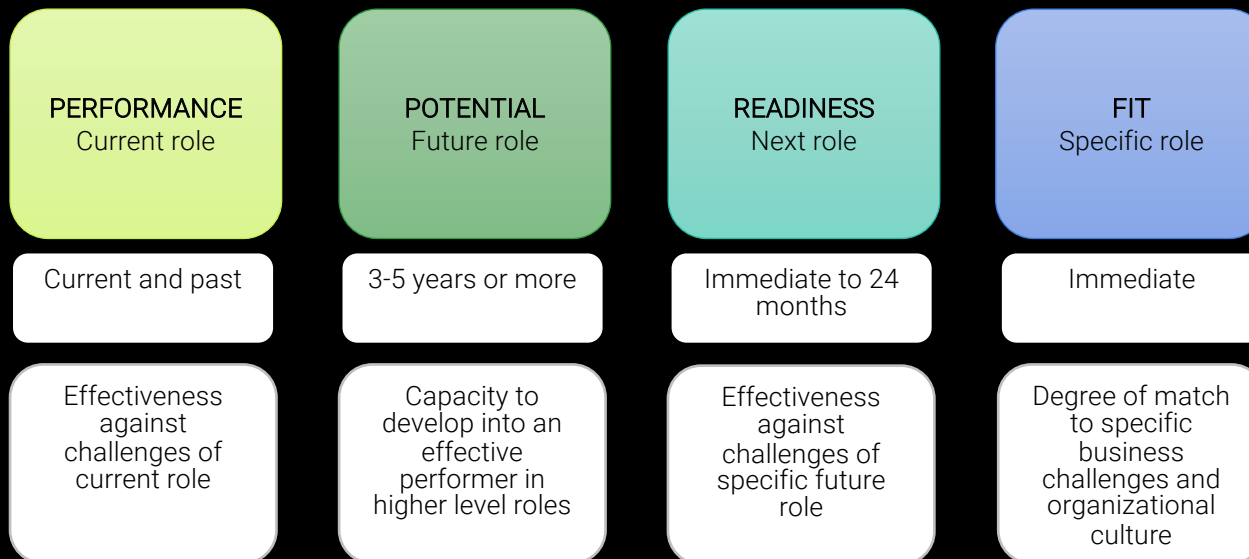 PERFORMANCE
Current role
POTENTIAL
Future role
READINESS
Next role
FIT
Specific role
Current and past
3-5 years or more
Immediate to 24
months
Immediate
Effectiveness
against
challenges of
current role
Capacity to
develop into an
effective
performer in
higher level roles
Effectiveness
against
challenges of
specific future
role
Degree of match
to specific
business
challenges and
organizational
culture